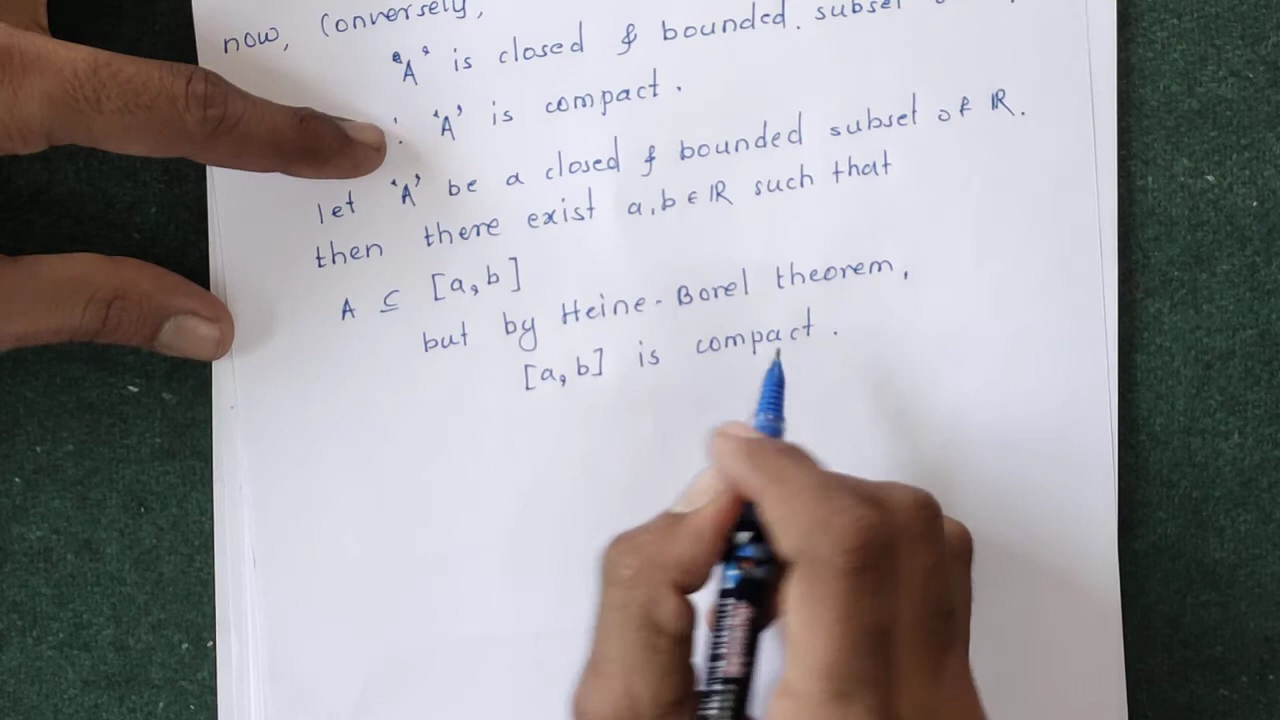 now, Conversely,
'A' is closed & bounded. subset
∴ 'A' is compact.
let 'A' be a closed & bounded subset of ℝ.
then there exist a,b ∈ ℝ such that
A ⊆ [a,b]
but by Heine-Borel theorem,
[a,b] is compact.